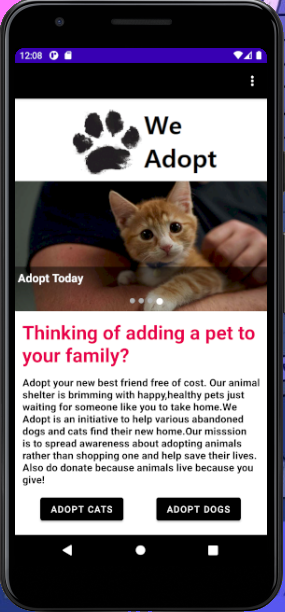 12:08
We
Adopt
Adopt Today
Thinking of adding a pet to
your family?
Adopt your new best friend free of cost. Our animal
shelter is brimming with happy,healthy pets just
waiting for someone like you to take home.We
Adopt is an initiative to help various abandoned
dogs and cats find their new home.Our misssion
is to spread awareness about adopting animals
rather than shopping one and help save their lives.
Also do donate because animals live because you
give!
ADOPT CATS
ADOPT DOGS